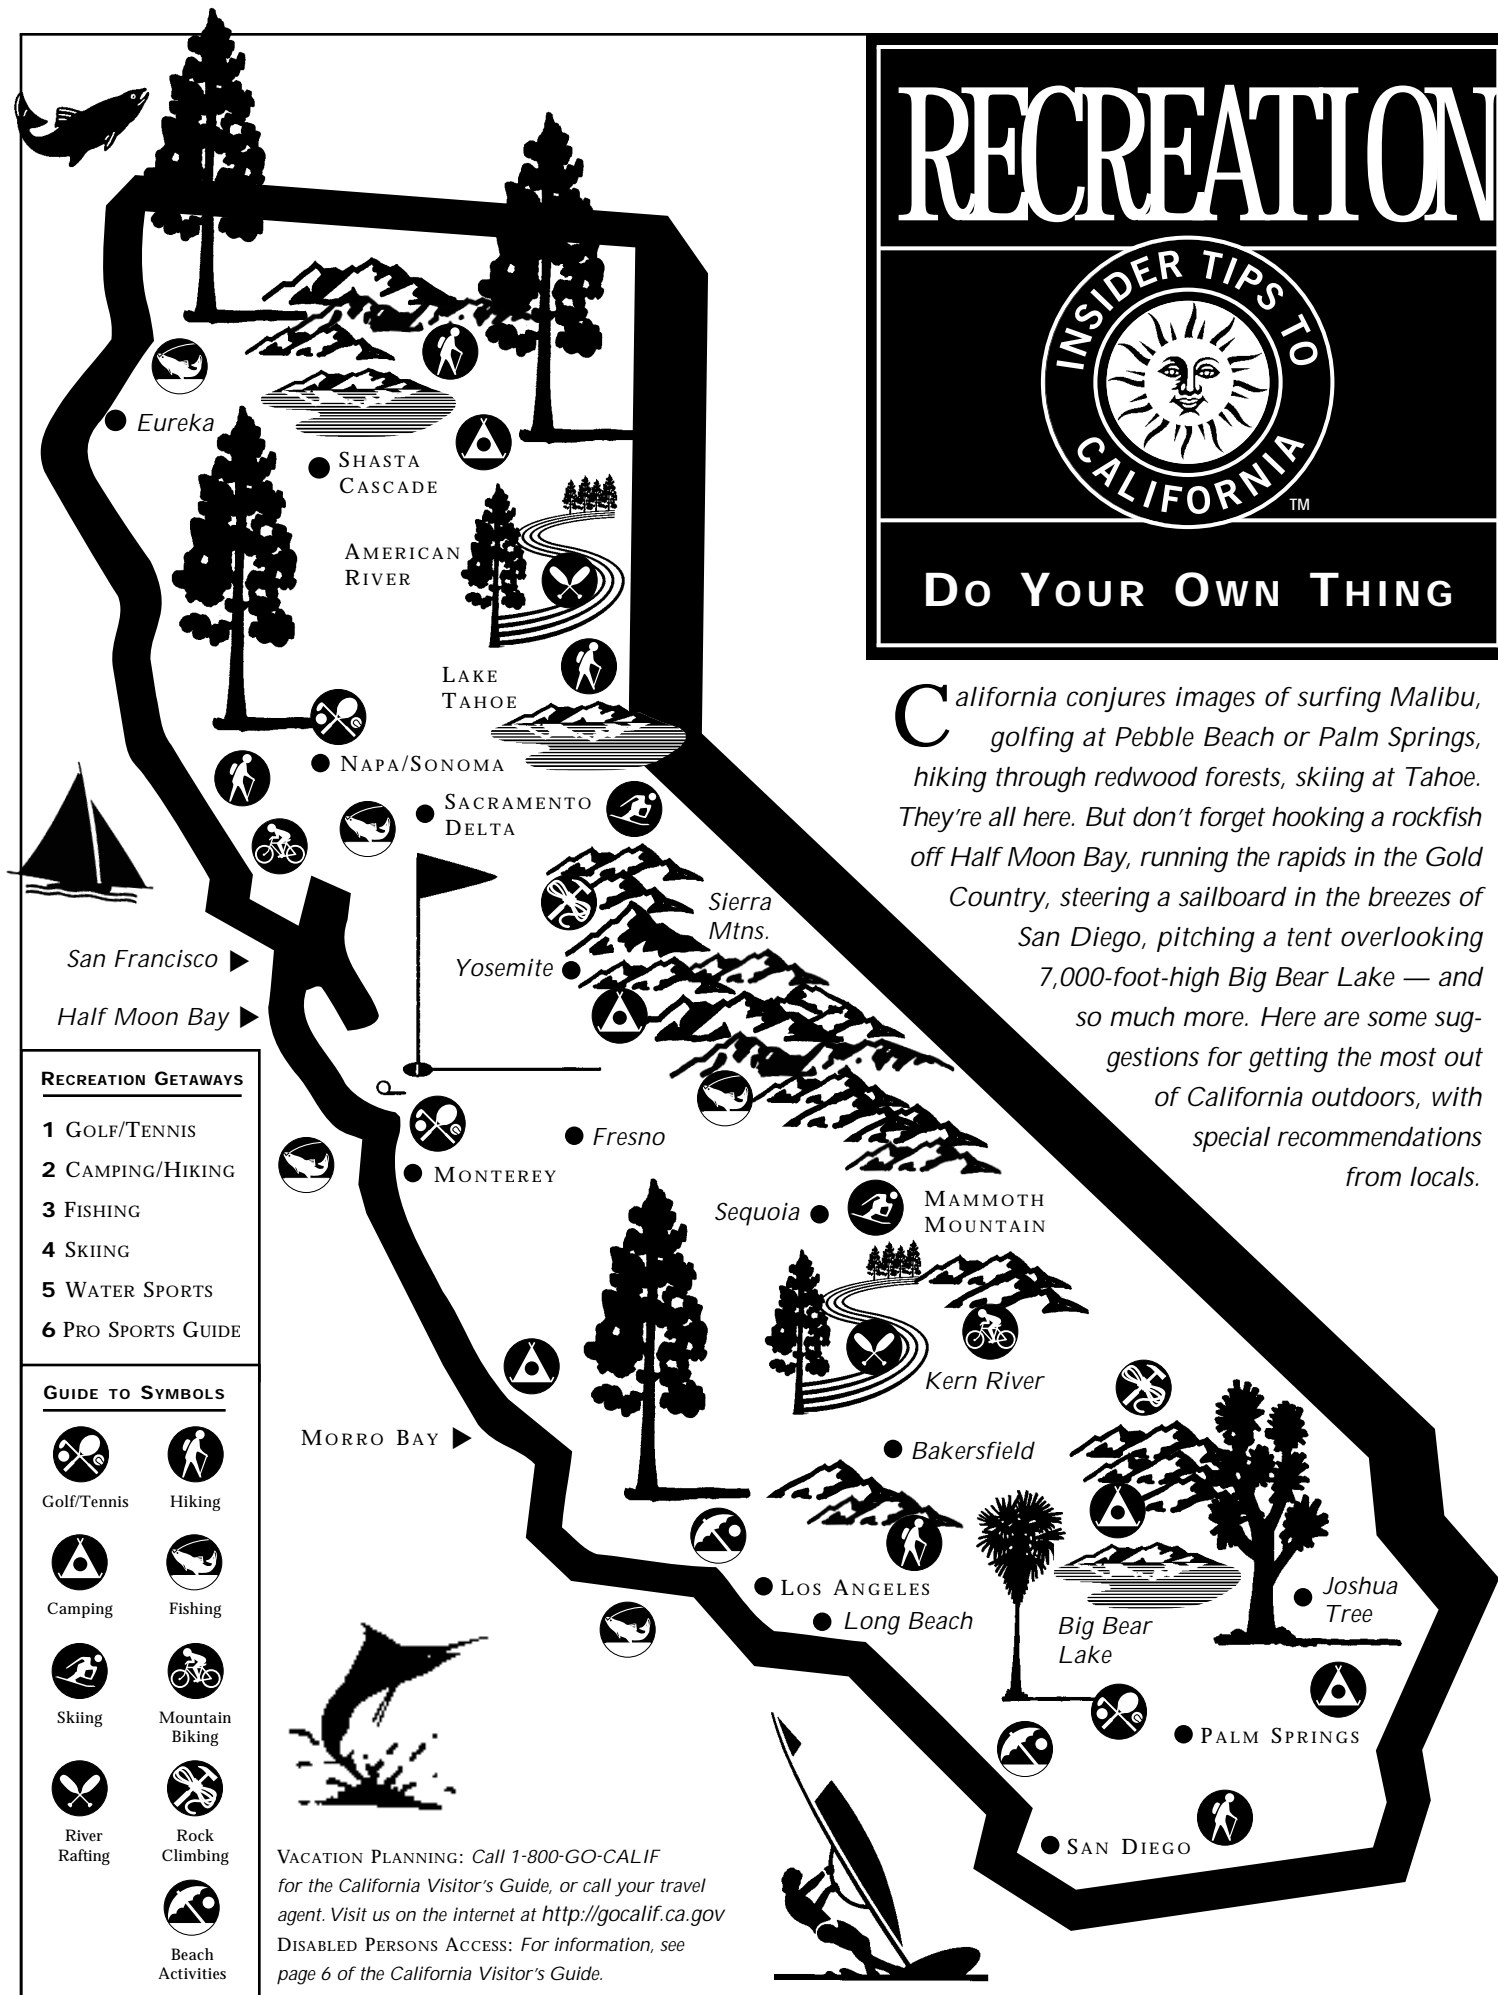 RECREATION
INSIDER TIPS TO
CALIFORNIA
TM
DO YOUR OWN THING
California conjures images of surfing Malibu,
golfing at Pebble Beach or Palm Springs,
hiking through redwood forests, skiing at Tahoe.
They're all here. But don't forget hooking a rockfish
off Half Moon Bay, running the rapids in the Gold
Country, steering a sailboard in the breezes of
San Diego, pitching a tent overlooking
7,000-foot-high Big Bear Lake — and
so much more. Here are some sug-
gestions for getting the most out
of California outdoors, with
special recommendations
from locals.
Eureka
SHASTA
CASCADE
AMERICAN
RIVER
LAKE
TAHOE
NAPA/SONOMA
SACRAMENTO
DELTA
Sierra
Mtns.
San Francisco
Yosemite
Half Moon Bay
Fresno
MONTEREY
Sequoia
MAMMOTH
MOUNTAIN
Kern River
MORRO BAY
Bakersfield
LOS ANGELES
Long Beach
Big Bear
Lake
Joshua
Tree
PALM SPRINGS
SAN DIEGO
RECREATION GETAWAYS
1 GOLF/TENNIS
2 CAMPING/HIKING
3 FISHING
4 SKIING
5 WATER SPORTS
6 PRO SPORTS GUIDE
GUIDE TO SYMBOLS
Golf/Tennis
Hiking
Camping
Fishing
Skiing
Mountain
Biking
River
Rafting
Rock
Climbing
Beach
Activities
VACATION PLANNING: Call 1-800-GO-CALIF
for the California Visitor's Guide, or call your travel
agent. Visit us on the internet at http://gocalif.ca.gov
DISABLED PERSONS ACCESS: For information, see
page 6 of the California Visitor's Guide.